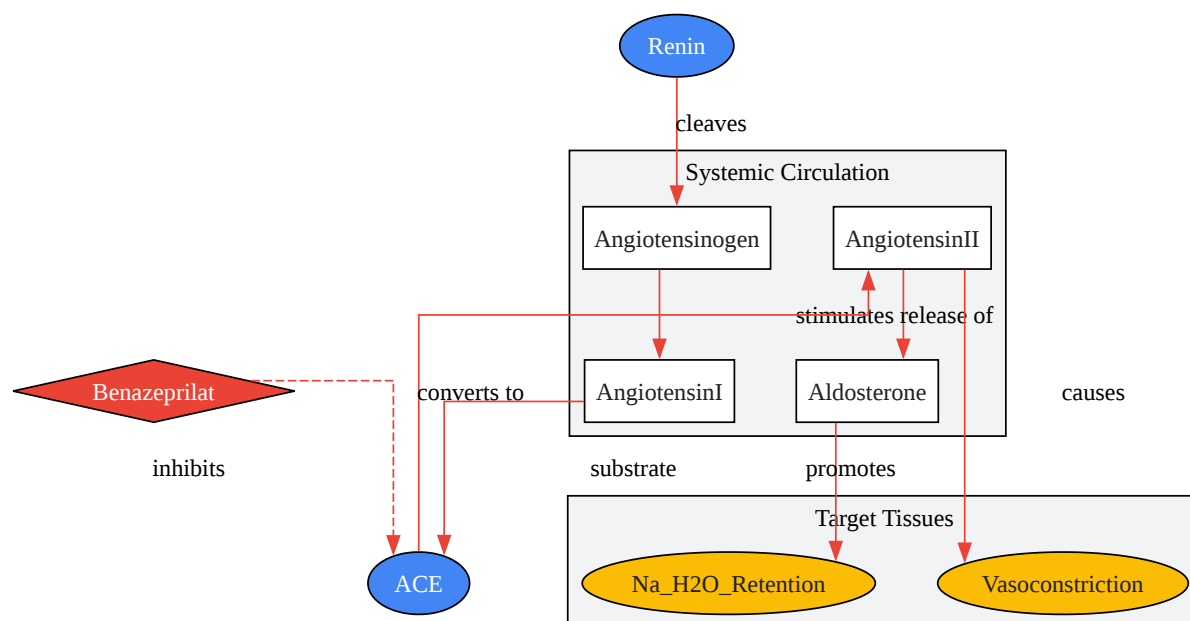 Renin
cleaves
Systemic Circulation
Angiotensinogen
AngiotensinII
stimulates release of
Benazeprilat
converts to
AngiotensinI
Aldosterone
causes
inhibits
substrate
promotes
Target Tissues
ACE
Na_H2O_Retention
Vasoconstriction